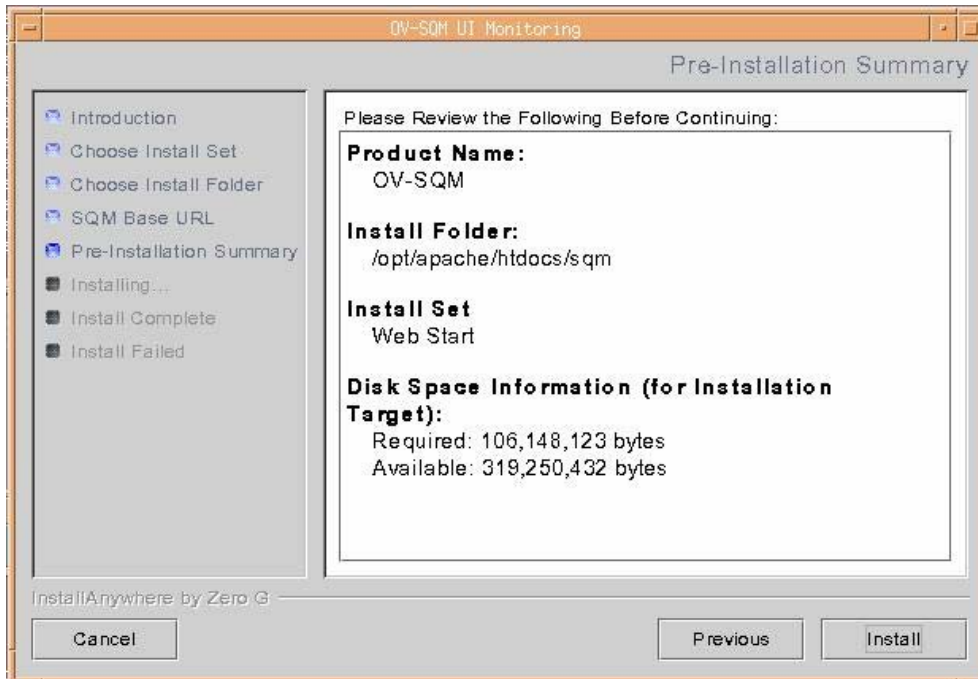 OV-SQM UI Monitoring
Pre-Installation Summary
Introduction
Choose Install Set
Choose Install Folder
SQM Base URL
Pre-Installation Summary
Installing...
Install Complete
Install Failed
Please Review the Following Before Continuing:
Product Name:
OV-SQM
Install Folder:
/opt/apache/htdocs/sqm
Install Set
Web Start
Disk Space Information (for Installation
Target):
Required: 106,148,123 bytes
Available: 319,250,432 bytes
InstallAnywhere by Zero G
Cancel
Previous
Install